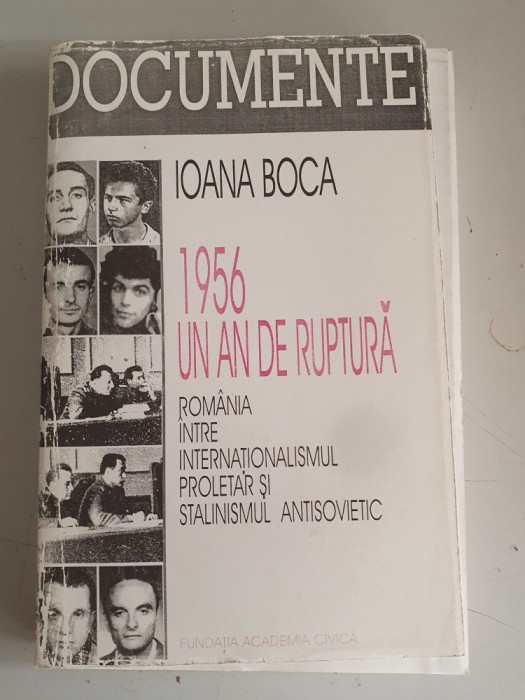 DOCUMENTE
IOANA BOCA
1956
UN AN DE RUPTURĂ
ROMÂNIA
ÎNTRE
INTERNAȚIONALISMUL
PROLETAR ȘI
STALINISMUL ANTISOVIETIC
FUNDAȚIA ACADEMIA CIVICĂ